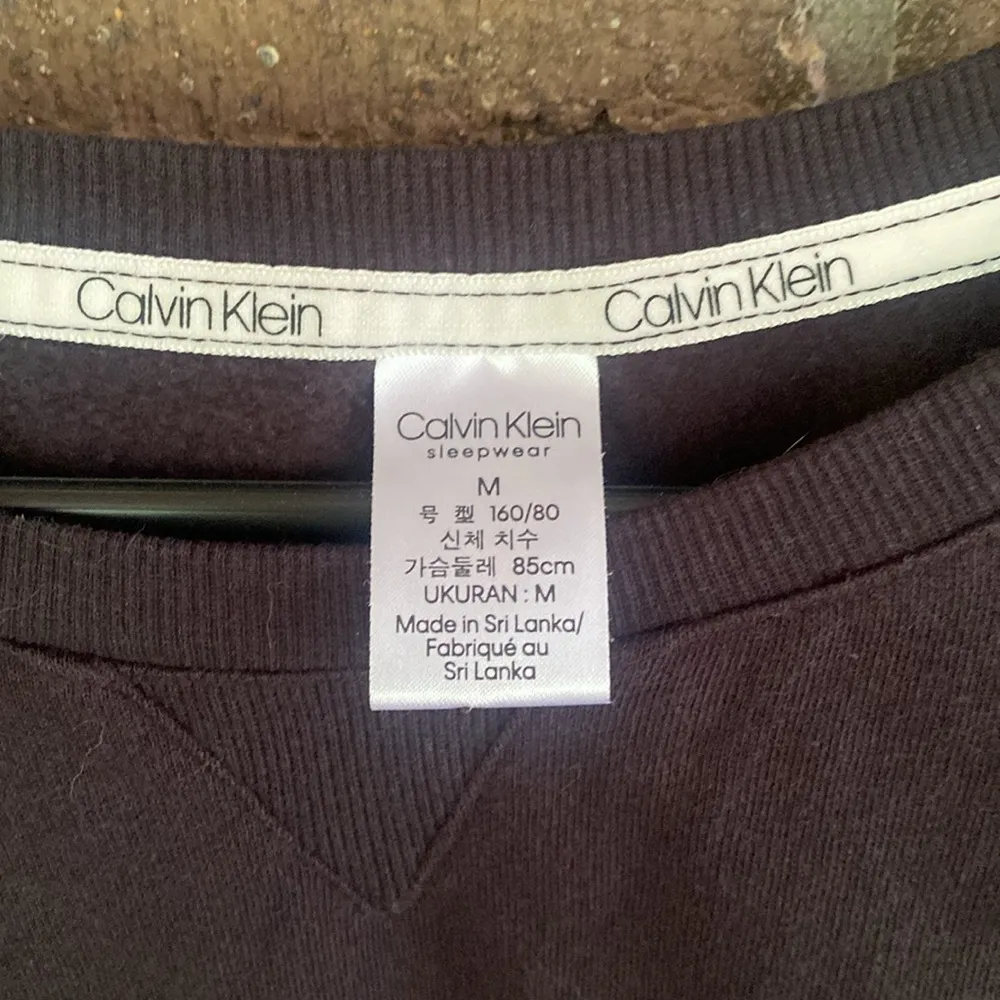 Calvin Klein Calvin Klein
Calvin Klein
sleepwear
M
号 型 160/80
신체 치수
가슴둘레 85cm
UKURAN : M
Made in Sri Lanka/
Fabriqué au
Sri Lanka